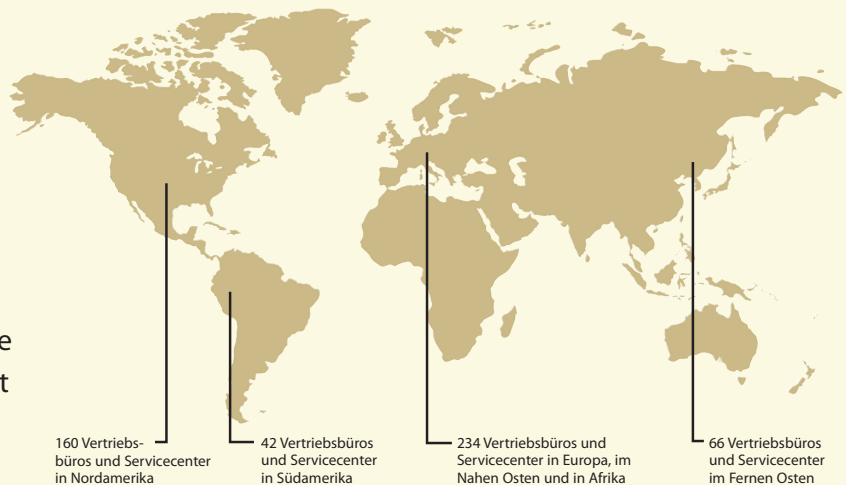 e
t
160 Vertriebs-
büros und Servicecenter
in Nordamerika
42 Vertriebsbüros
und Servicecenter
in Südamerika
234 Vertriebsbüros und
Servicecenter in Europa, im
Nahen Osten und in Afrika
66 Vertriebsbüros
und Servicecenter
im Fernen Osten